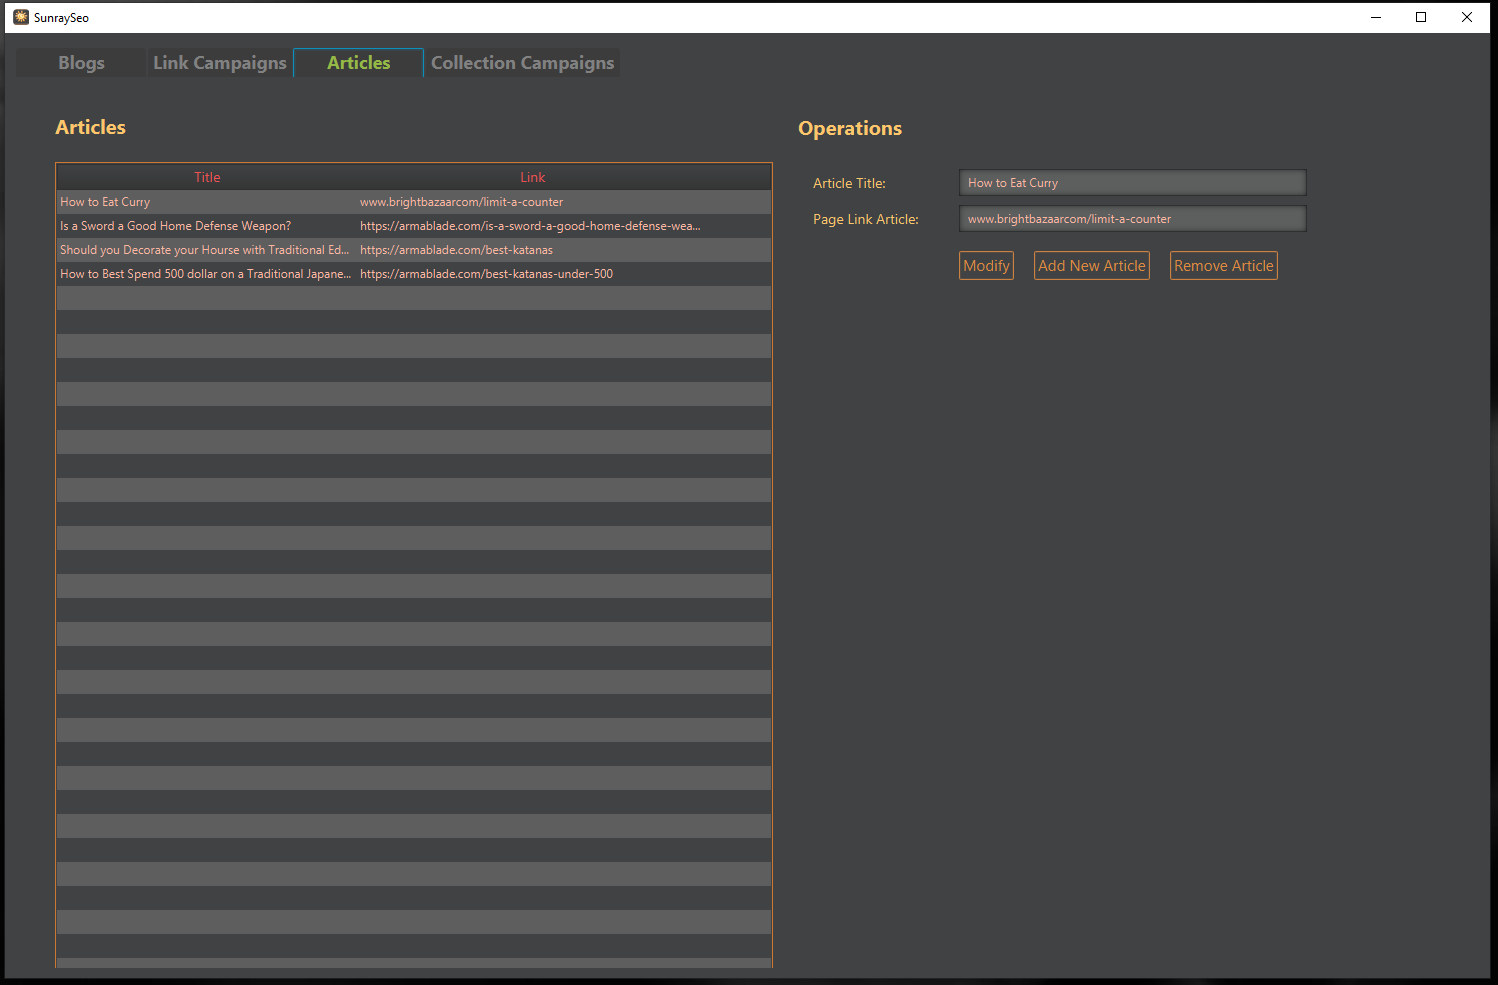 SunraySeo
Blogs Link Campaigns Articles Collection Campaigns
Articles
Title Link
How to Eat Curry www.brightbazaarcom/limit-a-counter
Is a Sword a Good Home Defense Weapon? https://armablade.com/is-a-sword-a-good-home-defense-wea...
Should you Decorate your Hourse with Traditional Ed... https://armablade.com/best-katanas
How to Best Spend 500 dollar on a Traditional Japane... https://armablade.com/best-katanas-under-500
Operations
Article Title: How to Eat Curry
Page Link Article: www.brightbazaarcom/limit-a-counter
Modify Add New Article Remove Article